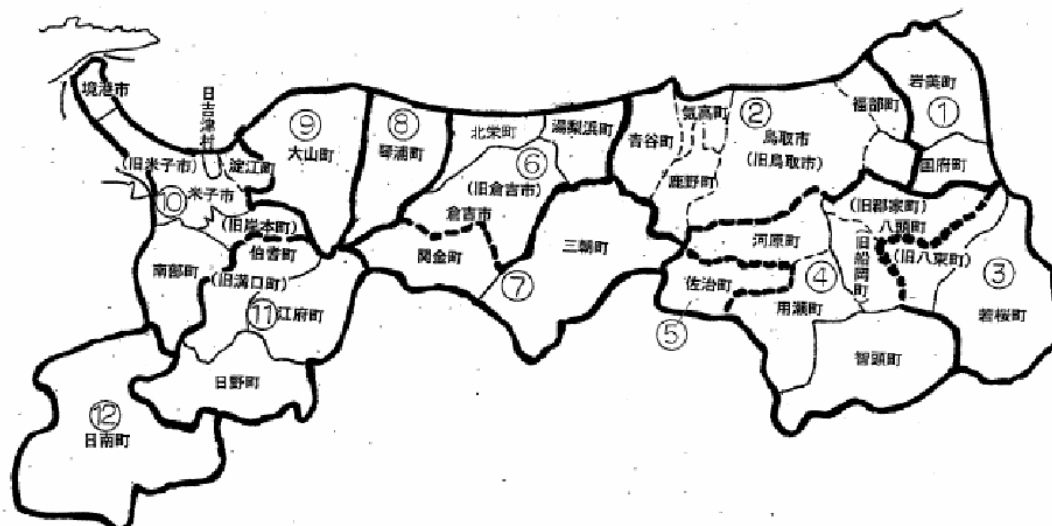 境港市
日吉津村
(旧米子市)
淀江町
⑩
米子市
(旧岸本町)
伯耆町
南部町
(旧溝口町)
⑪
江府町
日野町
⑫
日南町
⑨
大山町
⑧
琴浦町
北栄町
湯梨浜町
⑥
(旧倉吉市)
倉吉市
関金町
⑦
三朝町
青谷町
気高町
鹿野町
②
鳥取市
(旧鳥取市)
福部町
岩美町
①
国府町
(旧郡家町)
八頭町
(旧八東町)
旧船岡町
河原町
④
佐治町
用瀬町
⑤
③
若桜町
智頭町